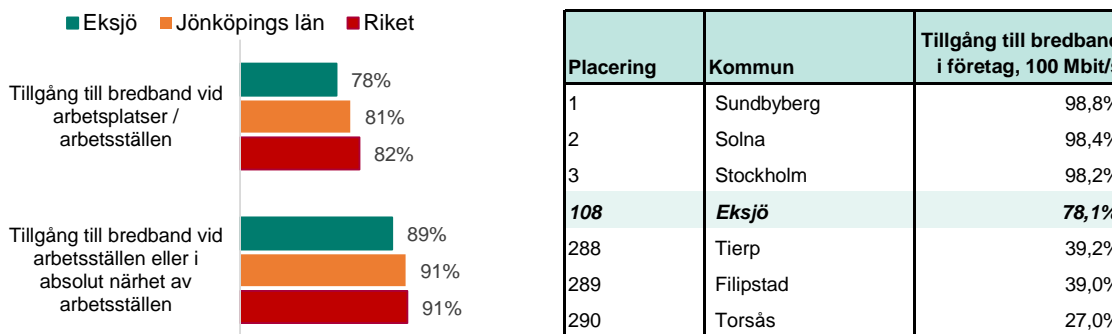 Eksjö Jönköpings län Riket
Tillgång till bredband vid
arbetsplatser /
arbetsställen
78%
81%
82%
Tillgång till bredband vid
arbetsställen eller i
absolut närhet av
arbetsställen
89%
91%
91%
Placering Kommun Tillgång till bredband
i företag, 100 Mbit/s
1 Sundbyberg 98,8%
2 Solna 98,4%
3 Stockholm 98,2%
108 Eksjö 78,1%
288 Tierp 39,2%
289 Filipstad 39,0%
290 Torsås 27,0%